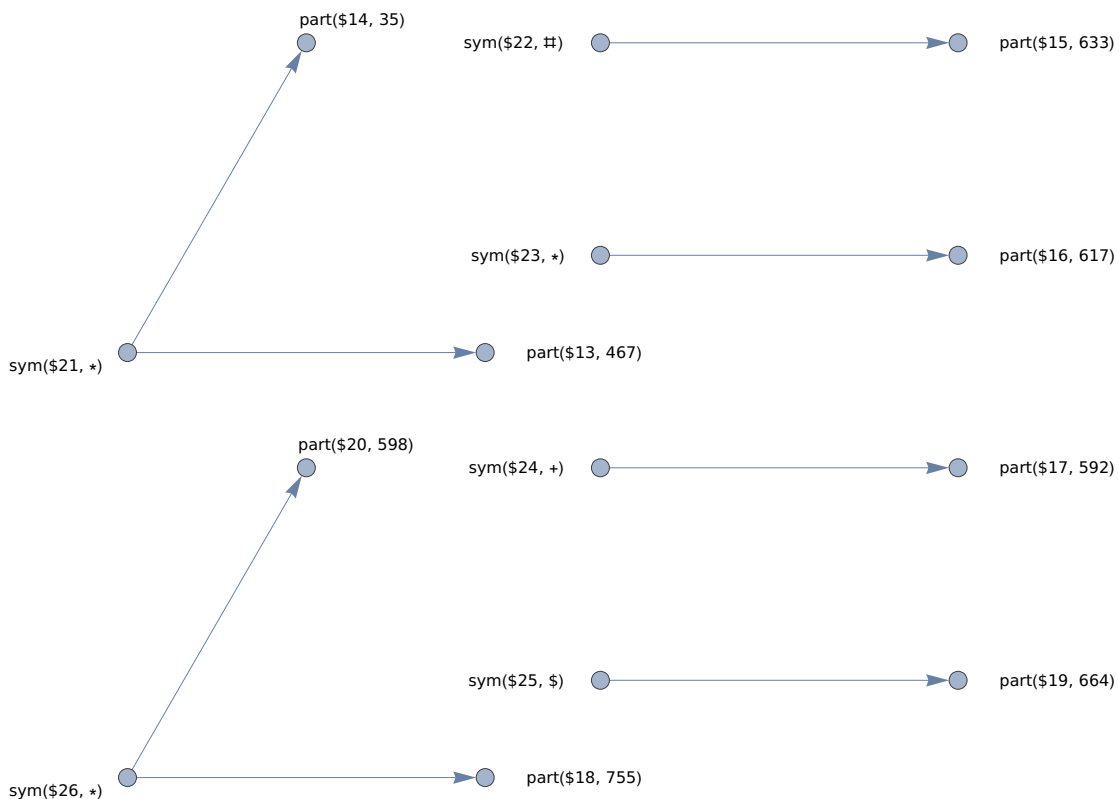 part($14, 35)
sym($22, #)
part($15, 633)
sym($23, *)
part($16, 617)
sym($21, *)
part($13, 467)
part($20, 598)
sym($24, +)
part($17, 592)
sym($25, $)
part($19, 664)
sym($26, *)
part($18, 755)